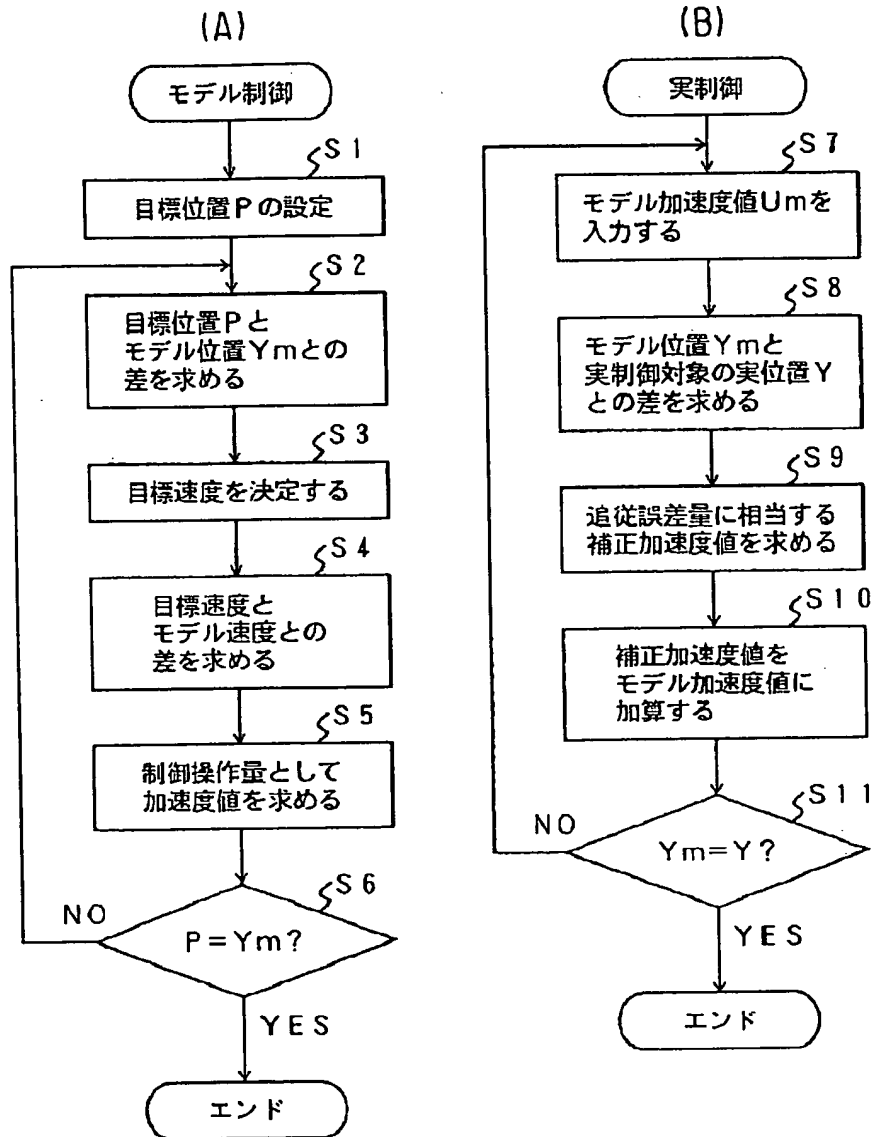 (A)
モデル制御
S1
目標位置Pの設定
S2
目標位置Pと
モデル位置Ymとの
差を求める
S3
目標速度を決定する
S4
目標速度と
モデル速度との
差を求める
S5
制御操作量として
加速度値を求める
S6
P=Ym?
NO
YES
エンド
(B)
実制御
S7
モデル加速度値Umを
入力する
S8
モデル位置Ymと
実制御対象の実位置Y
との差を求める
S9
追従誤差量に相当する
補正加速度値を求める
S10
補正加速度値を
モデル加速度値に
加算する
S11
Ym=Y?
NO
YES
エンド